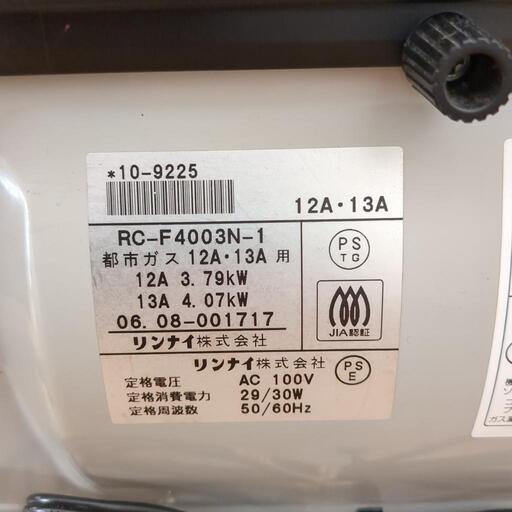 *10-9225
12A・13A
RC-F4003N-1
都市ガス 12A・13A 用
12A 3.79kW
13A 4.07kW
06.08-001717
リンナイ株式会社
PS
TG
JIA認証
リンナイ株式会社
PS
E
定格電圧 AC 100V
定格消費電力 29/30W
定格周波数 50/60Hz